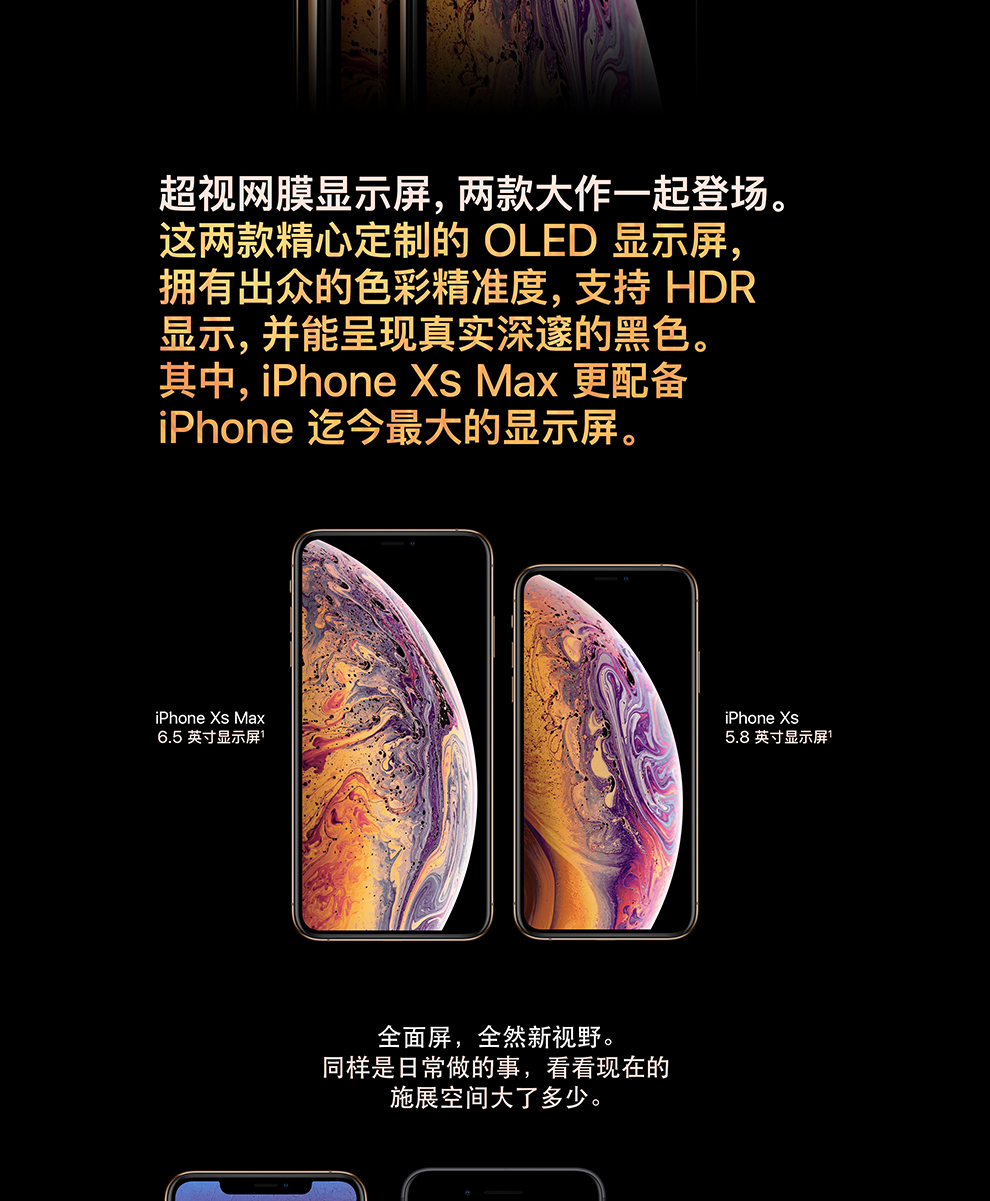 超视网膜显示屏，两款大作一起登场。
这两款精心定制的 OLED 显示屏，
拥有出众的色彩精准度，支持 HDR
显示，并能呈现真实深邃的黑色。
其中，iPhone Xs Max 更配备
iPhone 迄今最大的显示屏。
iPhone Xs Max
6.5 英寸显示屏¹
iPhone Xs
5.8 英寸显示屏¹
全面屏，全然新视野。
同样是日常做的事，看看现在的
施展空间大了多少。